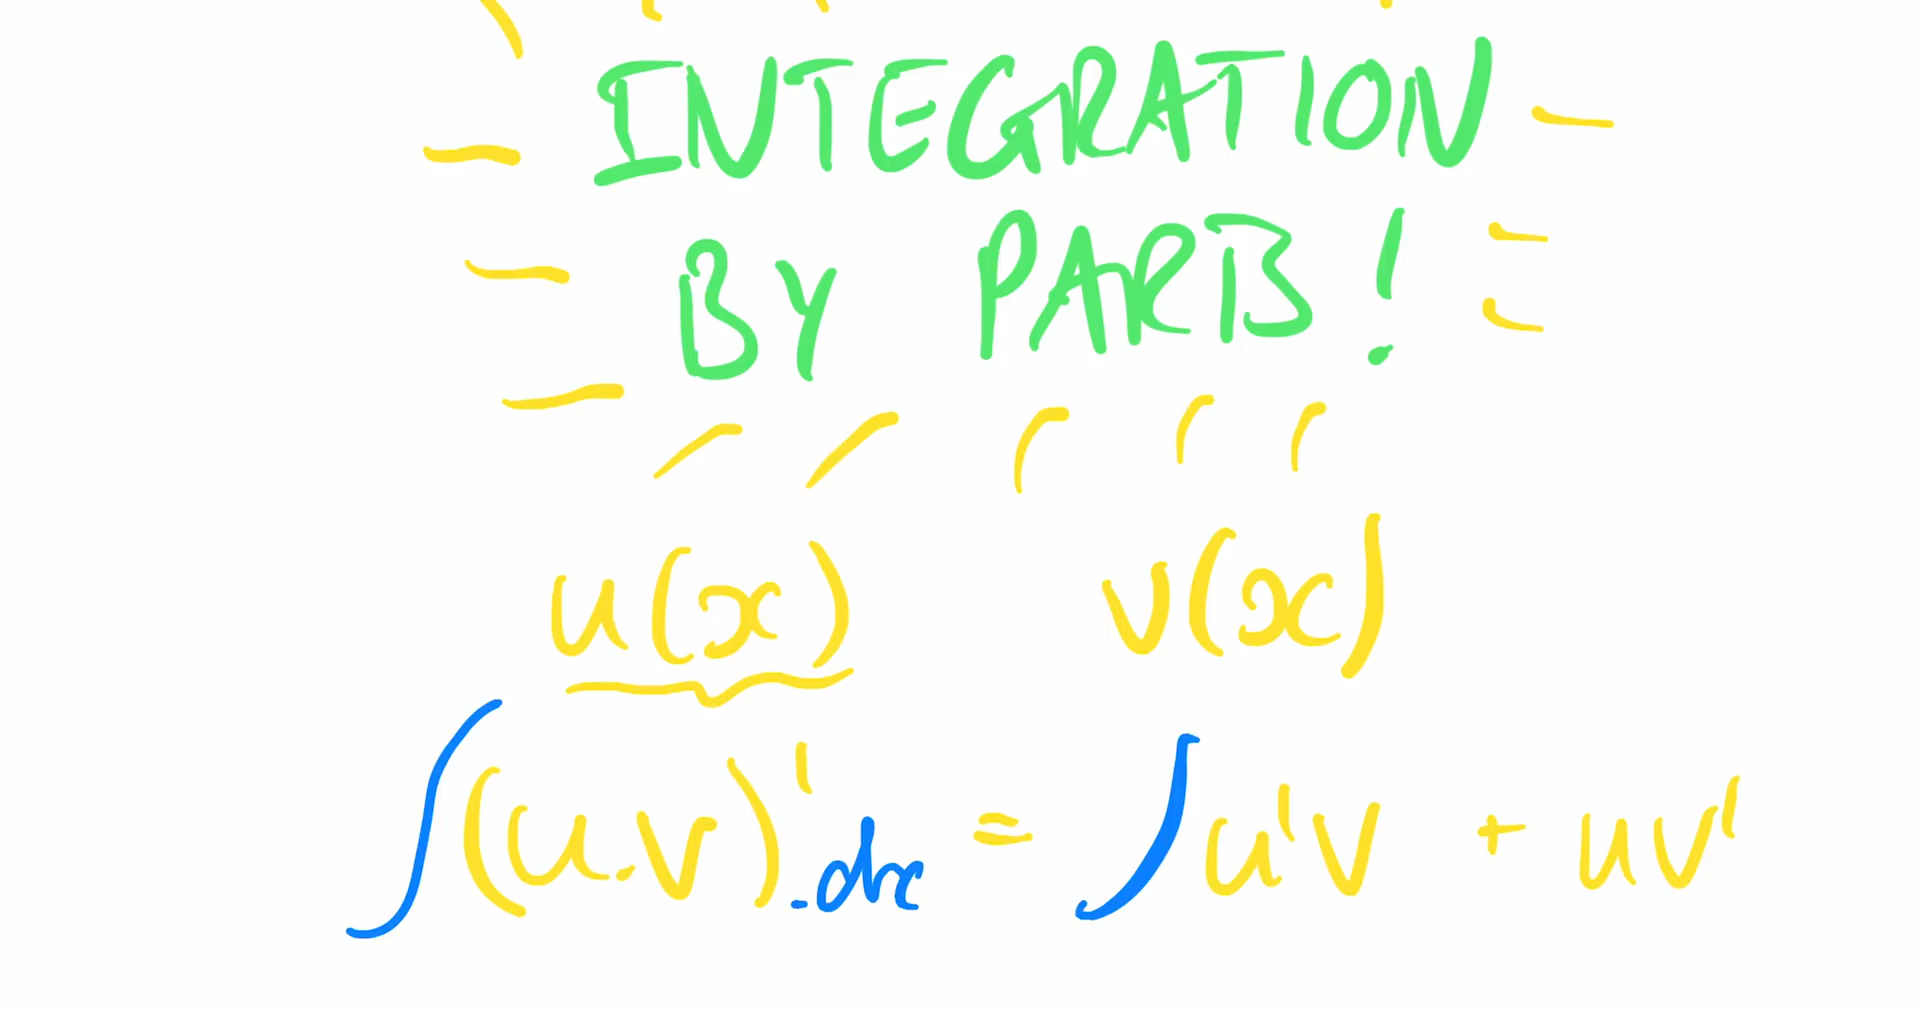 INTEGRATION
BY PARTS!
u(x) v(x)
∫(u.v)'.dx = ∫u'v + uv'